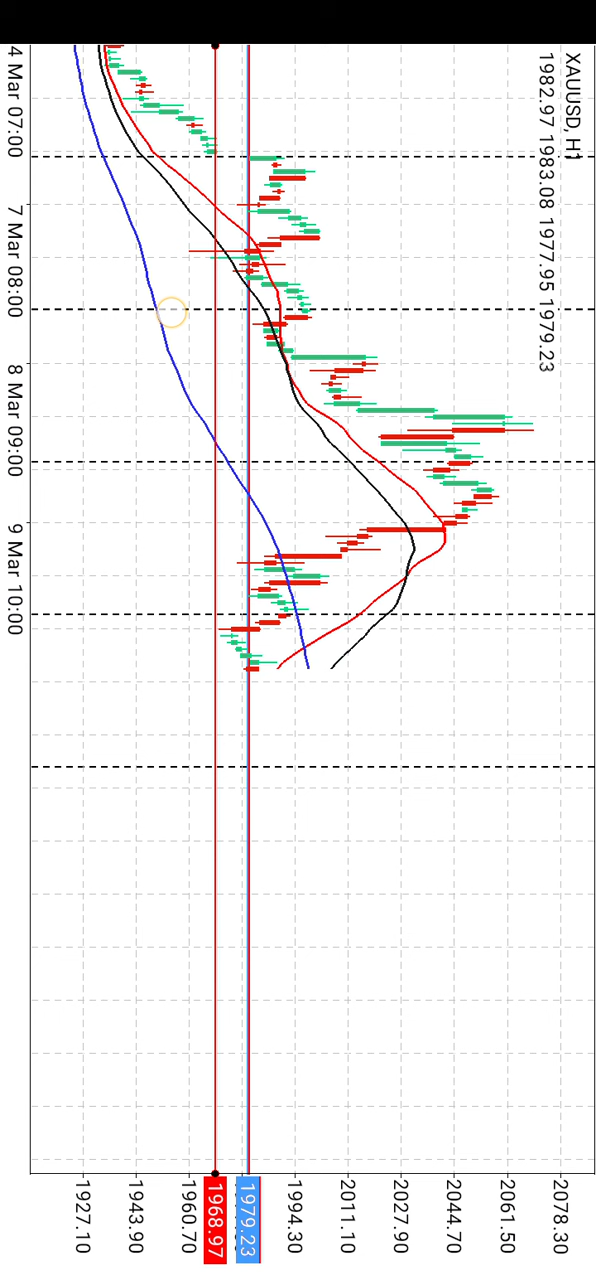 XAUUSD, H1
1982.97 1983.08 1977.95 1979.23
2078.30
2061.50
2044.70
2027.90
2011.10
1994.30
1979.23
1968.97
1960.70
1943.90
1927.10
4 Mar 07:00
7 Mar 08:00
8 Mar 09:00
9 Mar 10:00